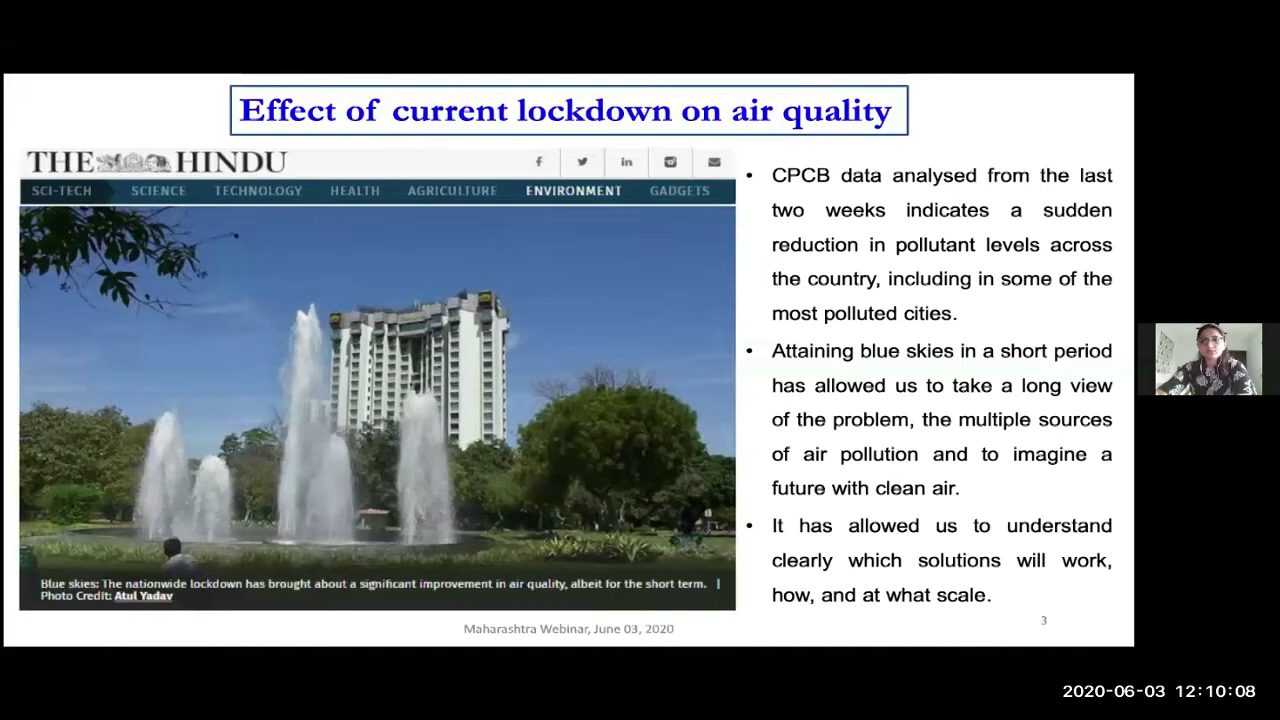 Effect of current lockdown on air quality
THE HINDU
SCI-TECH SCIENCE TECHNOLOGY HEALTH AGRICULTURE ENVIRONMENT GADGETS
Blue skies: The nationwide lockdown has brought about a significant improvement in air quality, albeit for the short term. |
Photo Credit: Atul Yadav
• CPCB data analysed from the last
two weeks indicates a sudden
reduction in pollutant levels across
the country, including in some of the
most polluted cities.
• Attaining blue skies in a short period
has allowed us to take a long view
of the problem, the multiple sources
of air pollution and to imagine a
future with clean air.
• It has allowed us to understand
clearly which solutions will work,
how, and at what scale.
Maharashtra Webinar, June 03, 2020
3
2020-06-03 12:10:08